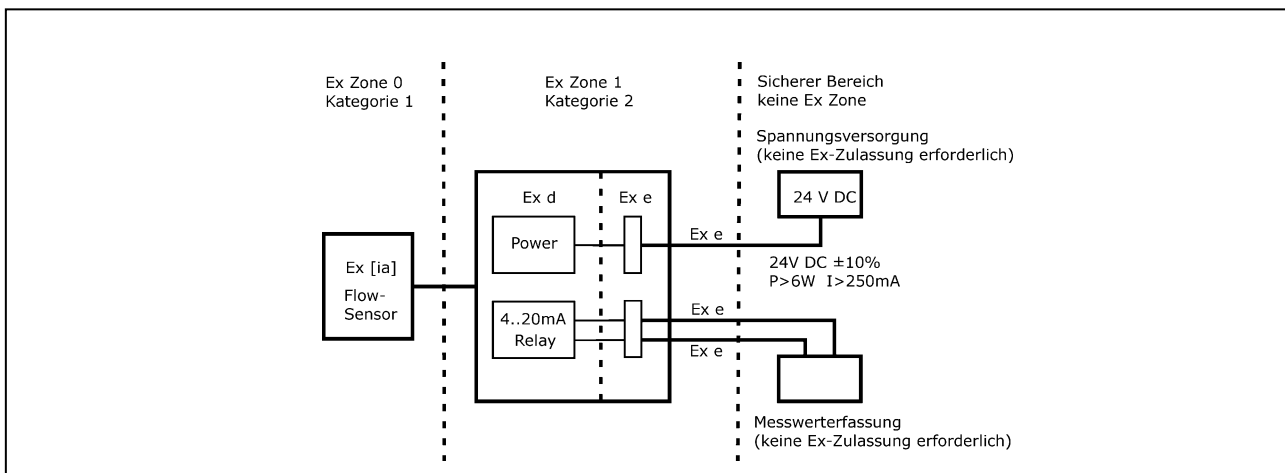 Ex Zone 0
Kategorie 1
Ex Zone 1
Kategorie 2
Sicherer Bereich
keine Ex Zone
Spannungsversorgung
(keine Ex-Zulassung erforderlich)
24 V DC
Ex d
Ex e
Power
Ex e
24V DC ±10%
P>6W I>250mA
Ex [ia]
Flow-
Sensor
4..20mA
Relay
Ex e
Ex e
Messwerterfassung
(keine Ex-Zulassung erforderlich)